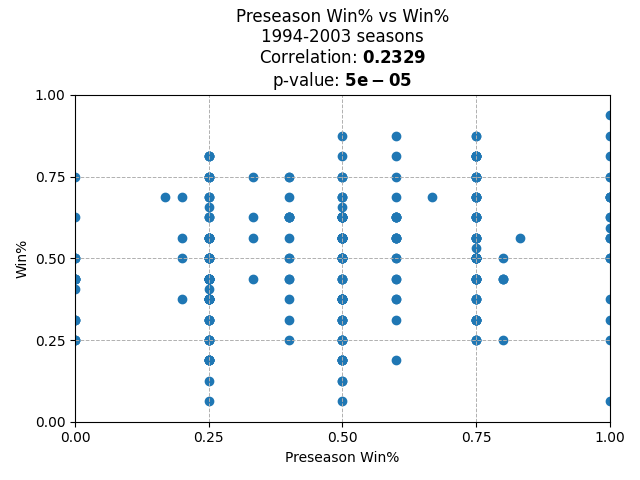 Preseason Win% vs Win%
1994-2003 seasons
Correlation: 0.2329
p-value: 5e − 05
1.00
0.75
0.50
0.25
0.00
Win%
0.00 0.25 0.50 0.75 1.00
Preseason Win%